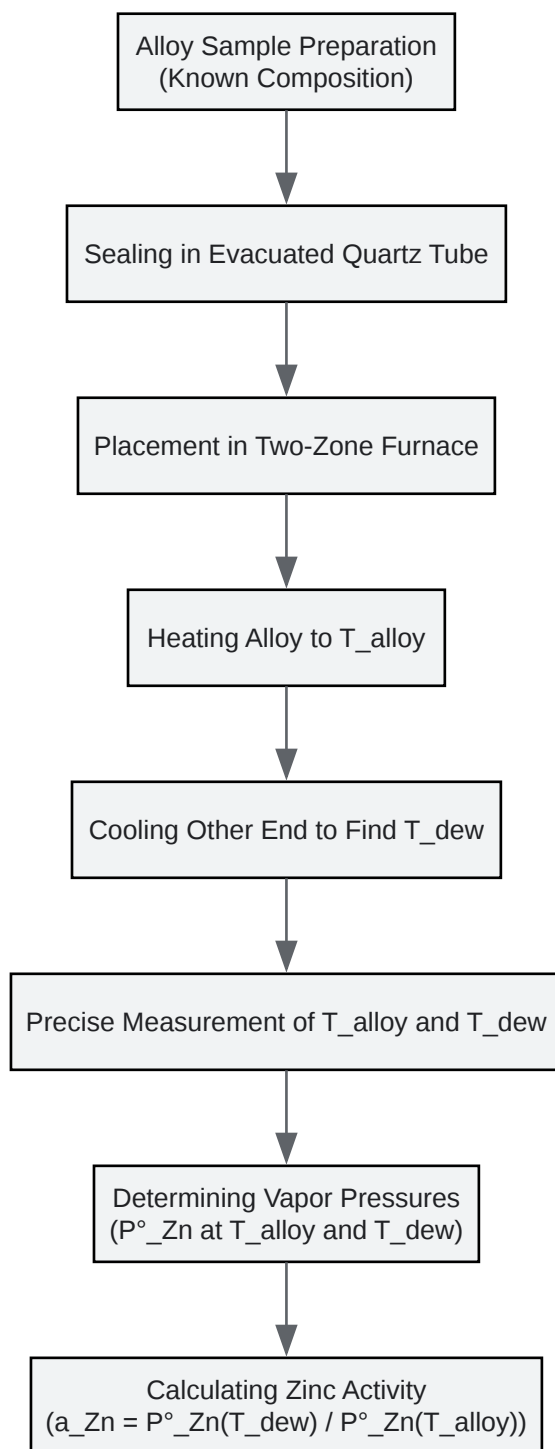 Alloy Sample Preparation
(Known Composition)
Sealing in Evacuated Quartz Tube
Placement in Two-Zone Furnace
Heating Alloy to T_alloy
Cooling Other End to Find T_dew
Precise Measurement of T_alloy and T_dew
Determining Vapor Pressures
(P°_Zn at T_alloy and T_dew)
Calculating Zinc Activity
(a_Zn = P°_Zn(T_dew) / P°_Zn(T_alloy))